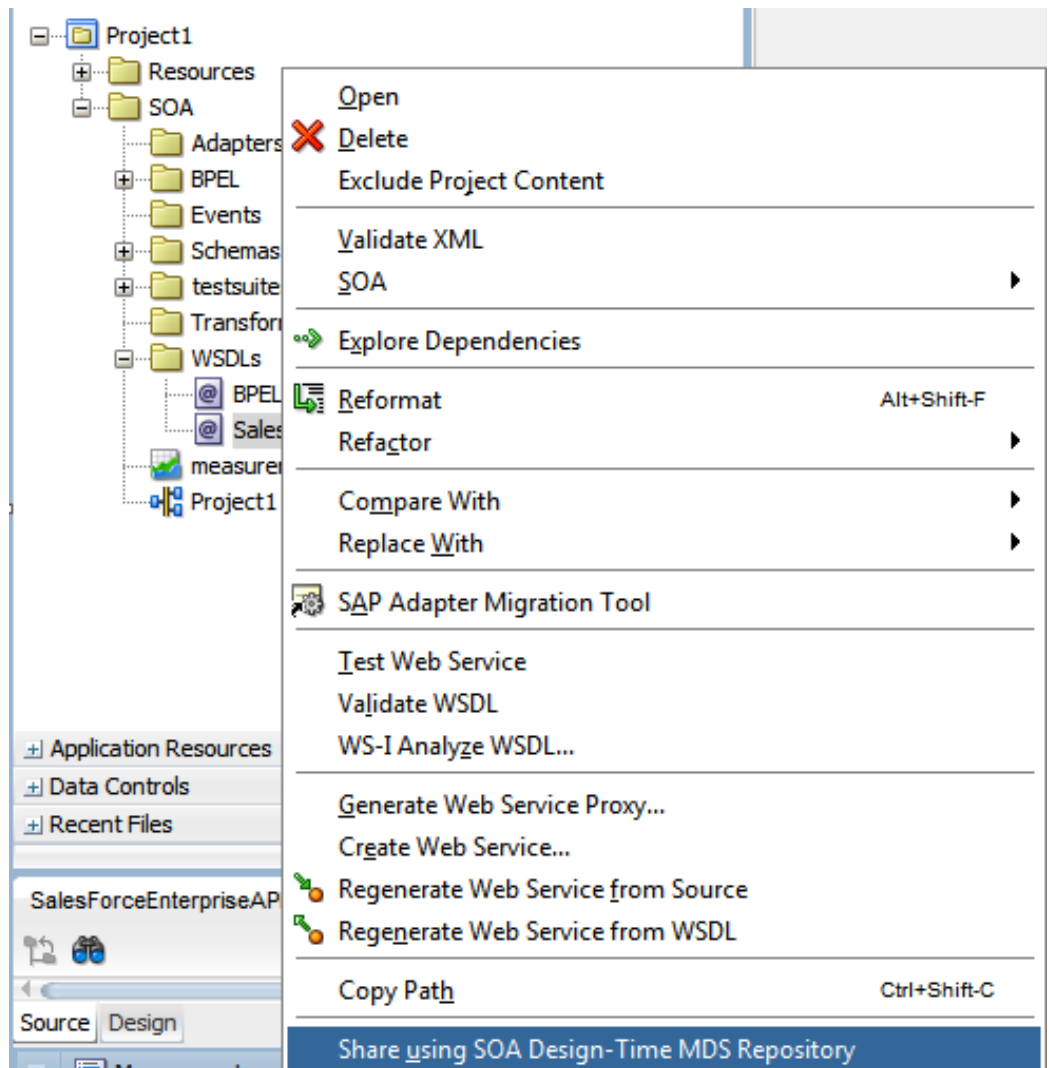 Project1
Resources
SOA
Adapters
BPEL
Events
Schemas
testsuite
Transfor
WSDLs
BPEL
Sales
measurer
Project1
Application Resources
Data Controls
Recent Files
SalesForceEnterpriseAP
Source Design
Open
Delete
Exclude Project Content
Validate XML
SOA
Explore Dependencies
Reformat Alt+Shift-F
Refactor
Compare With
Replace With
SAP Adapter Migration Tool
Test Web Service
Validate WSDL
WS-I Analyze WSDL...
Generate Web Service Proxy...
Create Web Service...
Regenerate Web Service from Source
Regenerate Web Service from WSDL
Copy Path Ctrl+Shift-C
Share using SOA Design-Time MDS Repository